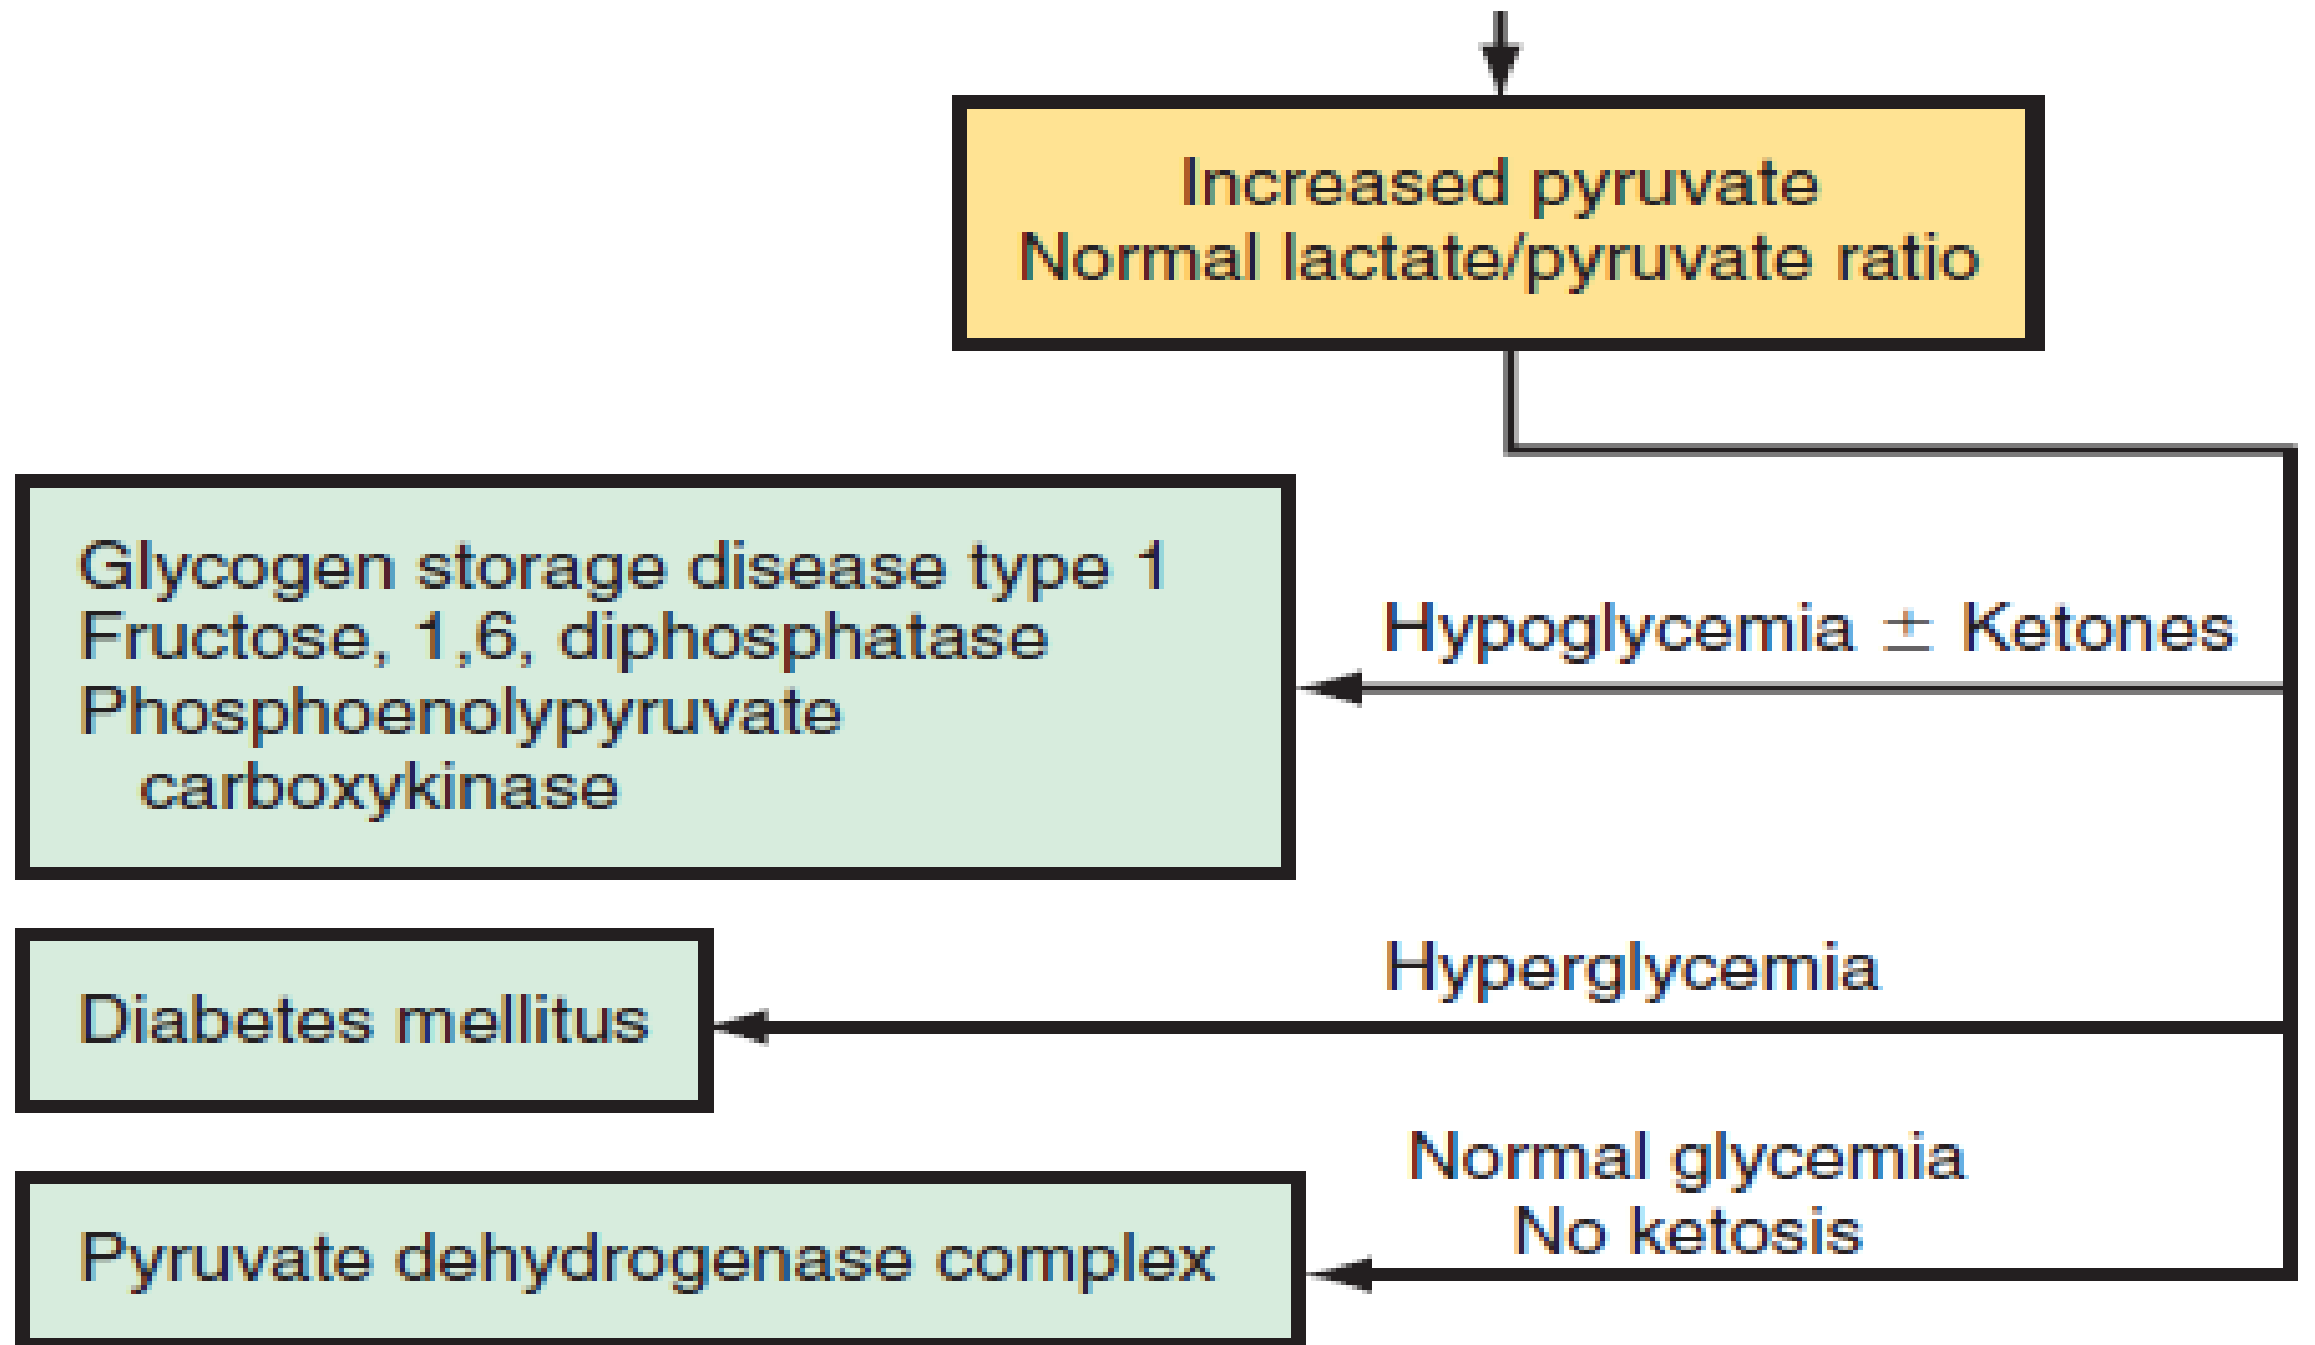 Increased pyruvate
Normal lactate/pyruvate ratio
Glycogen storage disease type 1
Fructose, 1,6, diphosphatase
Phosphoenolypyruvate
carboxykinase
Hypoglycemia ± Ketones
Diabetes mellitus
Hyperglycemia
Pyruvate dehydrogenase complex
Normal glycemia
No ketosis